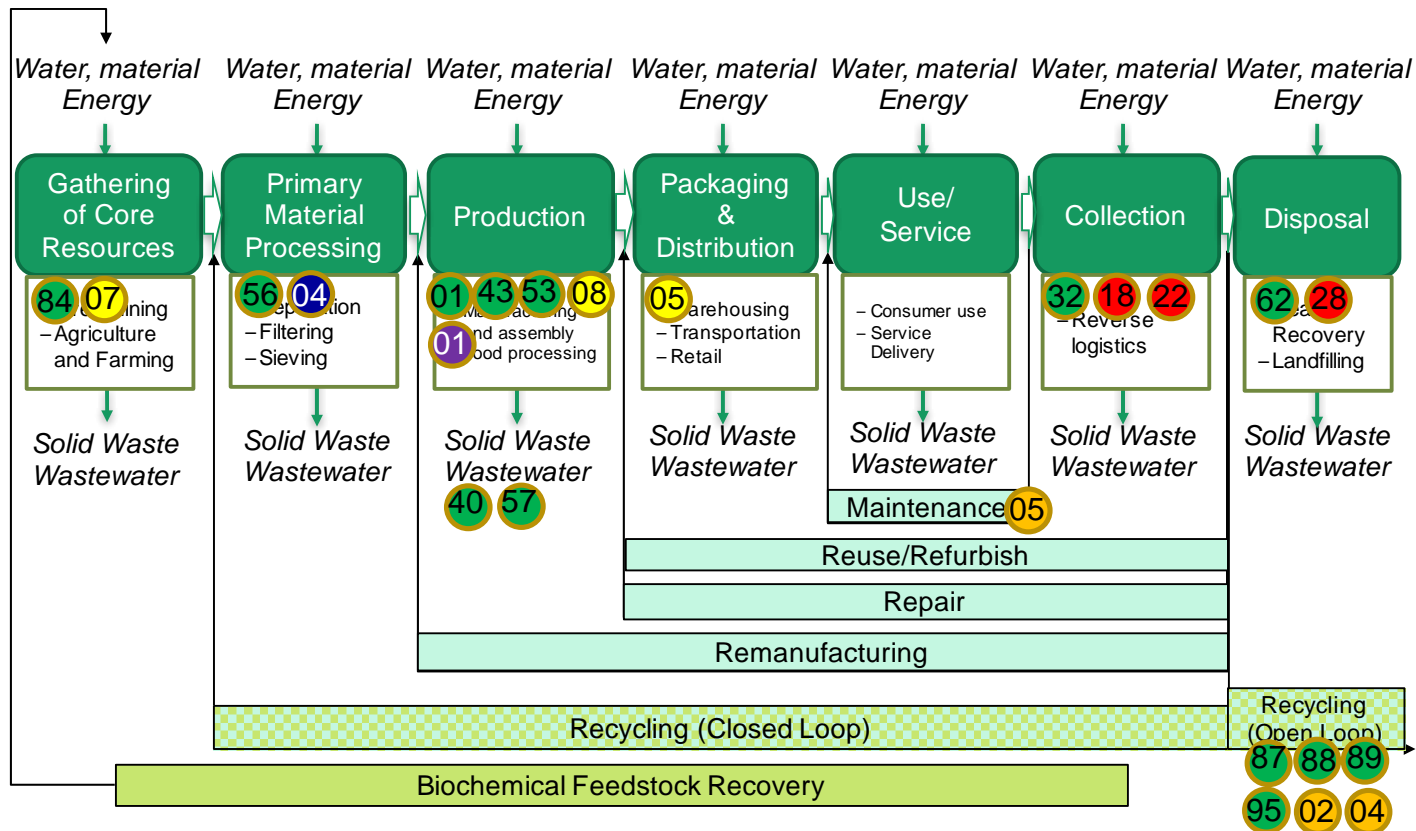 Water, material
Energy
Water, material
Energy
Water, material
Energy
Water, material
Energy
Water, material
Energy
Water, material
Energy
Water, material
Energy
Gathering
of Core
Resources
Primary
Material
Processing
Production
Packaging
&
Distribution
Use/
Service
Collection
Disposal
84 07
– Agriculture
and Farming
56 04
– Filtering
– Sieving
01 43 53 08
01
and assembly
processing
05
– Transportation
– Retail
– Consumer use
– Service
Delivery
32 18 22
– Reverse
logistics
62 28
Recovery
– Landfilling
Solid Waste
Wastewater
Solid Waste
Wastewater
Solid Waste
Wastewater
40 57
Solid Waste
Wastewater
Solid Waste
Wastewater
Solid Waste
Wastewater
Solid Waste
Wastewater
Maintenance 05
Reuse/Refurbish
Repair
Remanufacturing
Recycling (Closed Loop)
Recycling
(Open Loop)
87 88 89
95 02 04
Biochemical Feedstock Recovery